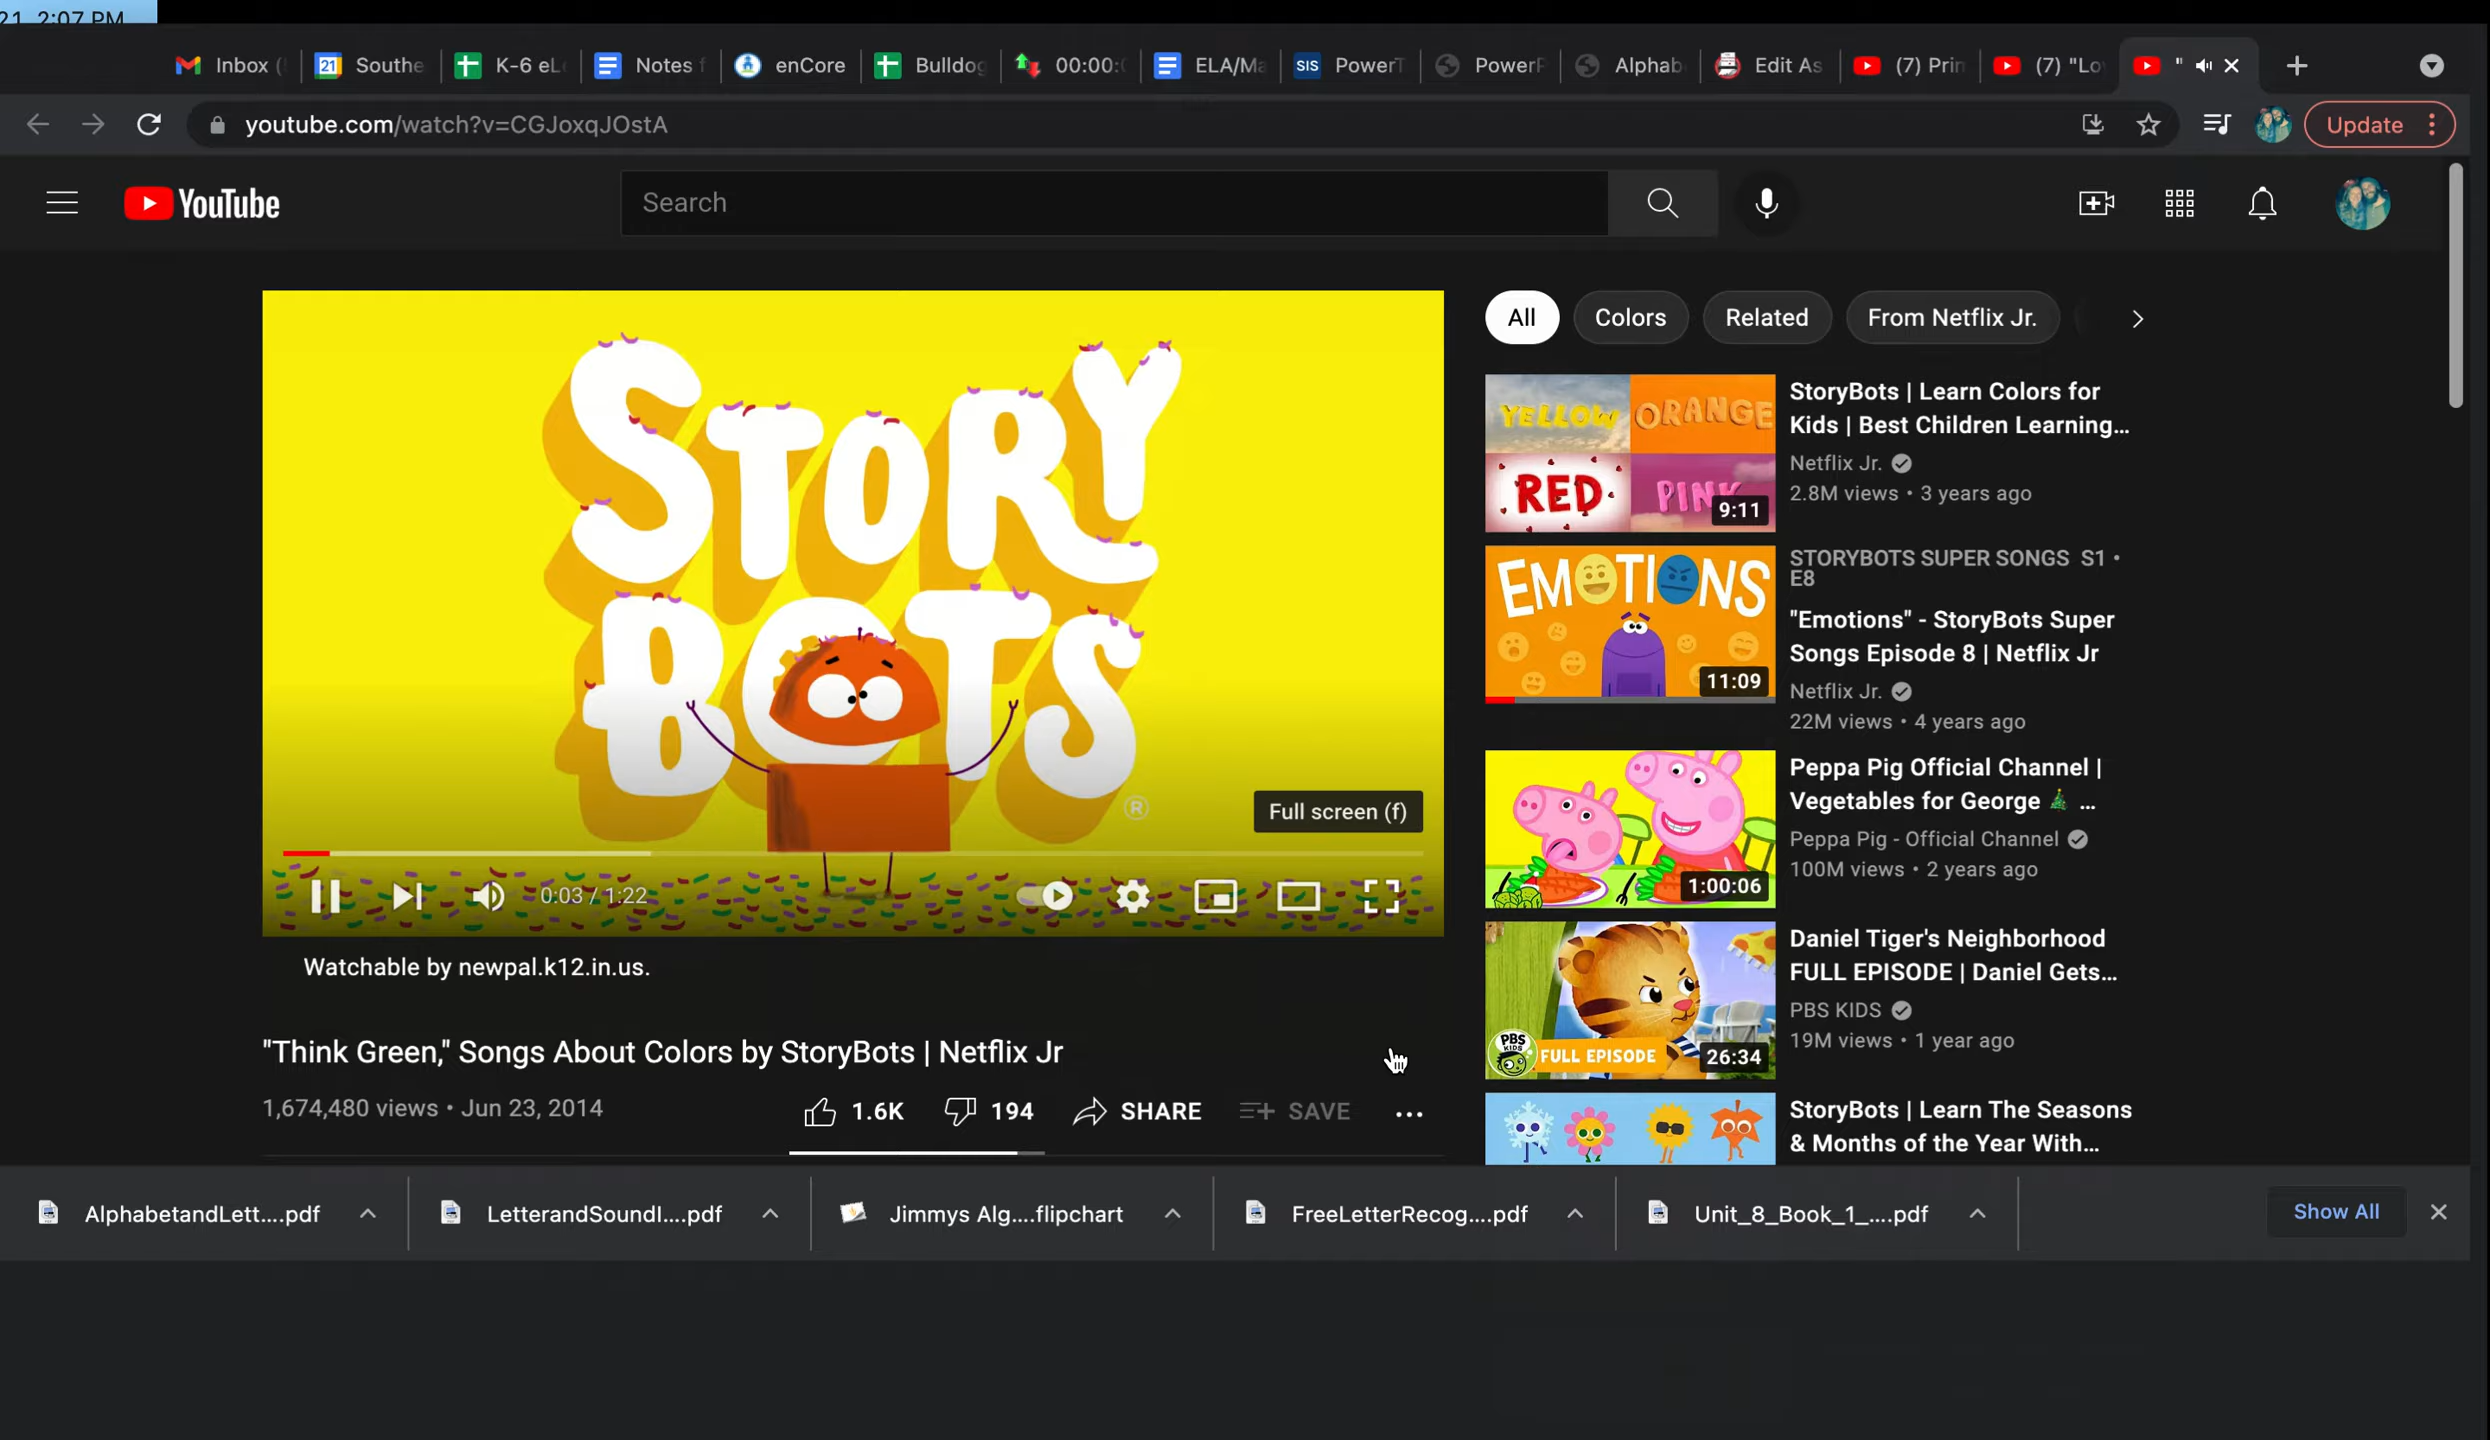 21 2:07 PM
Inbox (
Southe
K-6 eLe
Notes f
enCore
Bulldog
00:00:0
ELA/Ma
SIS
PowerT
PowerP
Alphab
Edit As
(7) Prin
(7) "Lo
"
youtube.com/watch?v=CGJoxqJOstA
Update
YouTube
Search
STORY
BOTS
®
Full screen (f)
0:03 / 1:22
Watchable by newpal.k12.in.us.
"Think Green," Songs About Colors by StoryBots | Netflix Jr
1,674,480 views • Jun 23, 2014
1.6K
194
SHARE
SAVE
All
Colors
Related
From Netflix Jr.
YELLOW
ORANGE
RED
PINK
9:11
StoryBots | Learn Colors for
Kids | Best Children Learning...
Netflix Jr.
2.8M views • 3 years ago
EMOTIONS
11:09
STORYBOTS SUPER SONGS S1 •
E8
"Emotions" - StoryBots Super
Songs Episode 8 | Netflix Jr
Netflix Jr.
22M views • 4 years ago
1:00:06
Peppa Pig Official Channel |
Vegetables for George 🎄 ...
Peppa Pig - Official Channel
100M views • 2 years ago
PBS
KIDS
FULL EPISODE
26:34
Daniel Tiger's Neighborhood
FULL EPISODE | Daniel Gets...
PBS KIDS
19M views • 1 year ago
StoryBots | Learn The Seasons
& Months of the Year With...
AlphabetandLett....pdf
LetterandSoundI....pdf
Jimmys Alg....flipchart
FreeLetterRecog....pdf
Unit_8_Book_1_....pdf
Show All